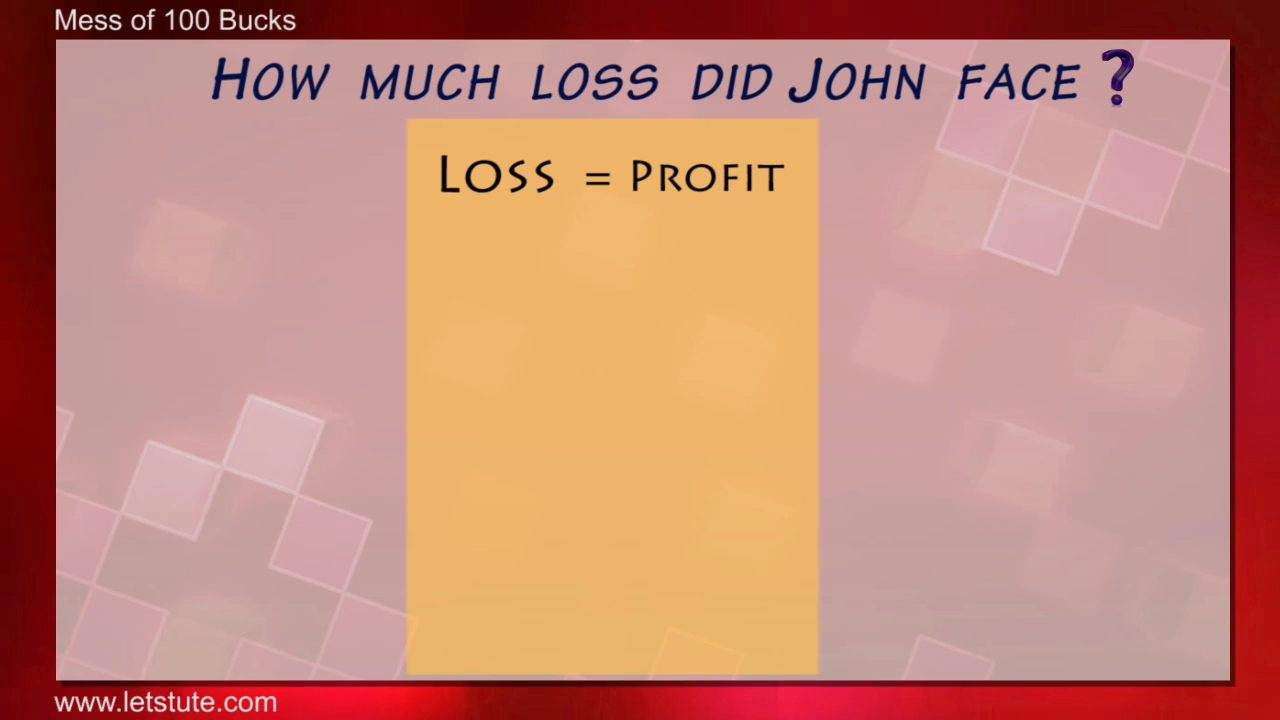 Mess of 100 Bucks
How much loss did John face ?
Loss = Profit
www.letstute.com